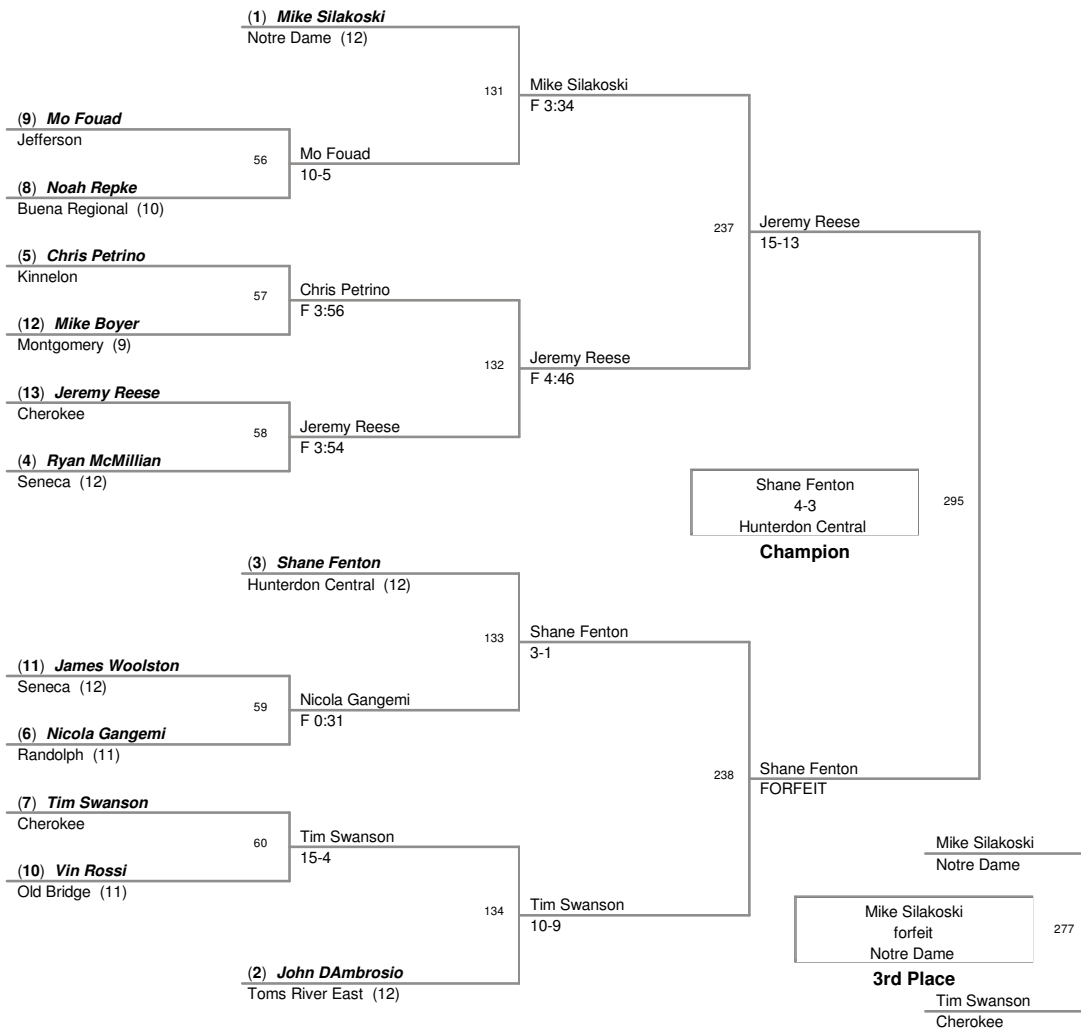 (1) Mike Silakoski
Notre Dame (12)
131
Mike Silakoski
F 3:34
(9) Mo Fouad
Jefferson
56
Mo Fouad
10-5
(8) Noah Repke
Buena Regional (10)
237
Jeremy Reese
15-13
(5) Chris Petrino
Kinnelon
57
Chris Petrino
F 3:56
(12) Mike Boyer
Montgomery (9)
132
Jeremy Reese
F 4:46
(13) Jeremy Reese
Cherokee
58
Jeremy Reese
F 3:54
(4) Ryan McMillian
Seneca (12)
Shane Fenton
4-3
Hunterdon Central
295
Champion
(3) Shane Fenton
Hunterdon Central (12)
133
Shane Fenton
3-1
(11) James Woolston
Seneca (12)
59
Nicola Gangemi
F 0:31
(6) Nicola Gangemi
Randolph (11)
238
Shane Fenton
FORFEIT
(7) Tim Swanson
Cherokee
60
Tim Swanson
15-4
(10) Vin Rossi
Old Bridge (11)
134
Tim Swanson
10-9
(2) John DAmbrosio
Toms River East (12)
Mike Silakoski
Notre Dame
Mike Silakoski
forfeit
Notre Dame
277
3rd Place
Tim Swanson
Cherokee